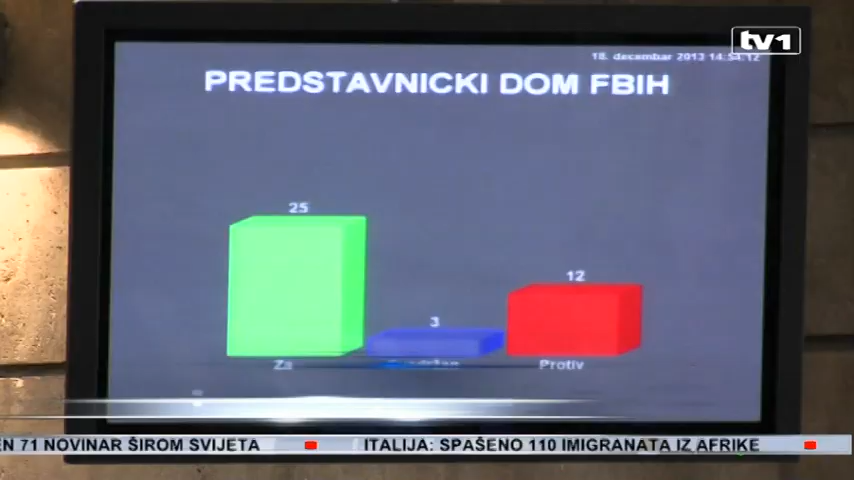 tv1
18. decembar 2013 14:54:12
PREDSTAVNICKI DOM FBIH
25
3
12
Za
Protiv
EN 71 NOVINAR ŠIROM SVIJETA
ITALIJA: SPAŠENO 110 IMIGRANATA IZ AFRIKE